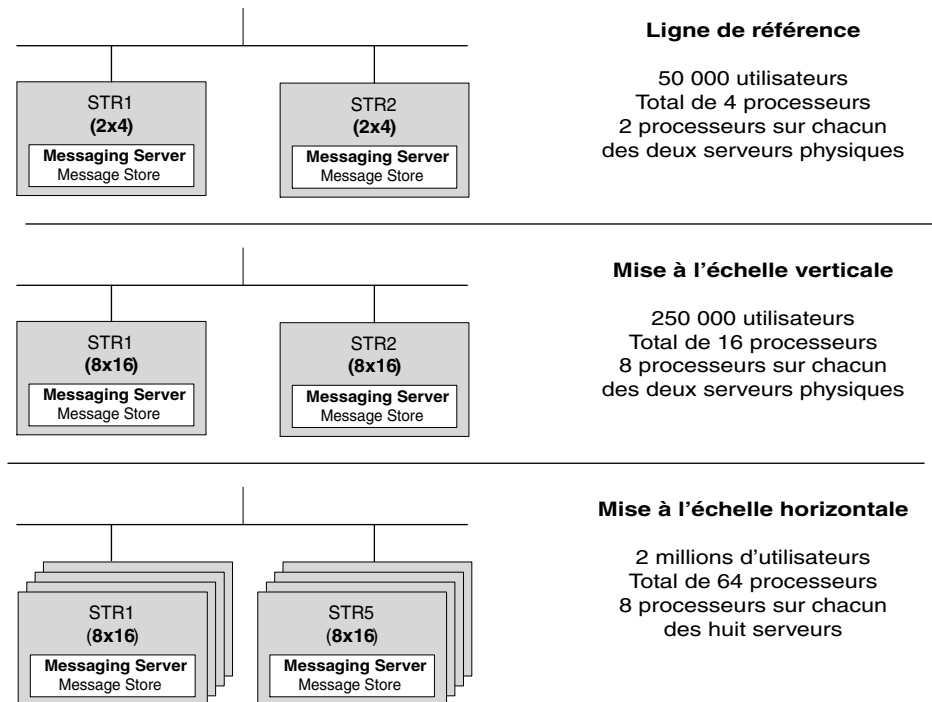 Ligne de référence
50 000 utilisateurs
Total de 4 processeurs
2 processeurs sur chacun
des deux serveurs physiques
STR1
(2x4)
Messaging Server
Message Store
STR2
(2x4)
Messaging Server
Message Store
Mise à l’échelle verticale
250 000 utilisateurs
Total de 16 processeurs
8 processeurs sur chacun
des deux serveurs physiques
STR1
(8x16)
Messaging Server
Message Store
STR2
(8x16)
Messaging Server
Message Store
Mise à l’échelle horizontale
2 millions d’utilisateurs
Total de 64 processeurs
8 processeurs sur chacun
des huit serveurs
STR1
(8x16)
Messaging Server
Message Store
STR5
(8x16)
Messaging Server
Message Store